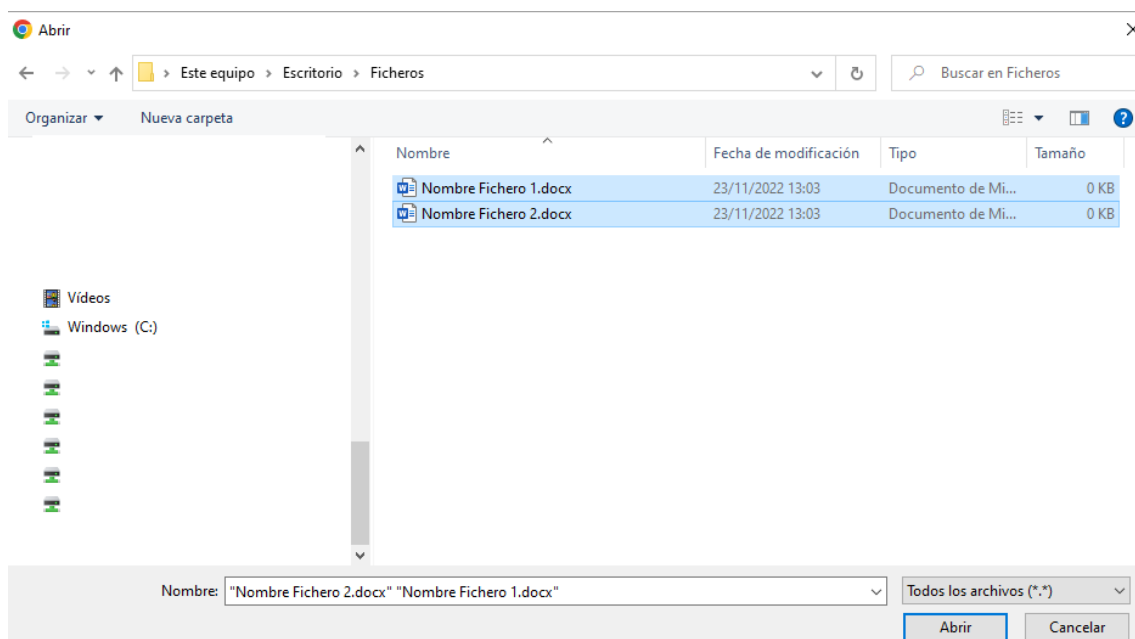 Abrir
Este equipo > Escritorio > Ficheros
Buscar en Ficheros
Organizar
Nueva carpeta
Nombre Fecha de modificación Tipo Tamaño
Nombre Fichero 1.docx 23/11/2022 13:03 Documento de Mi... 0 KB
Nombre Fichero 2.docx 23/11/2022 13:03 Documento de Mi... 0 KB
Vídeos
Windows (C:)
Nombre: "Nombre Fichero 2.docx" "Nombre Fichero 1.docx" Todos los archivos (*.*)
Abrir Cancelar